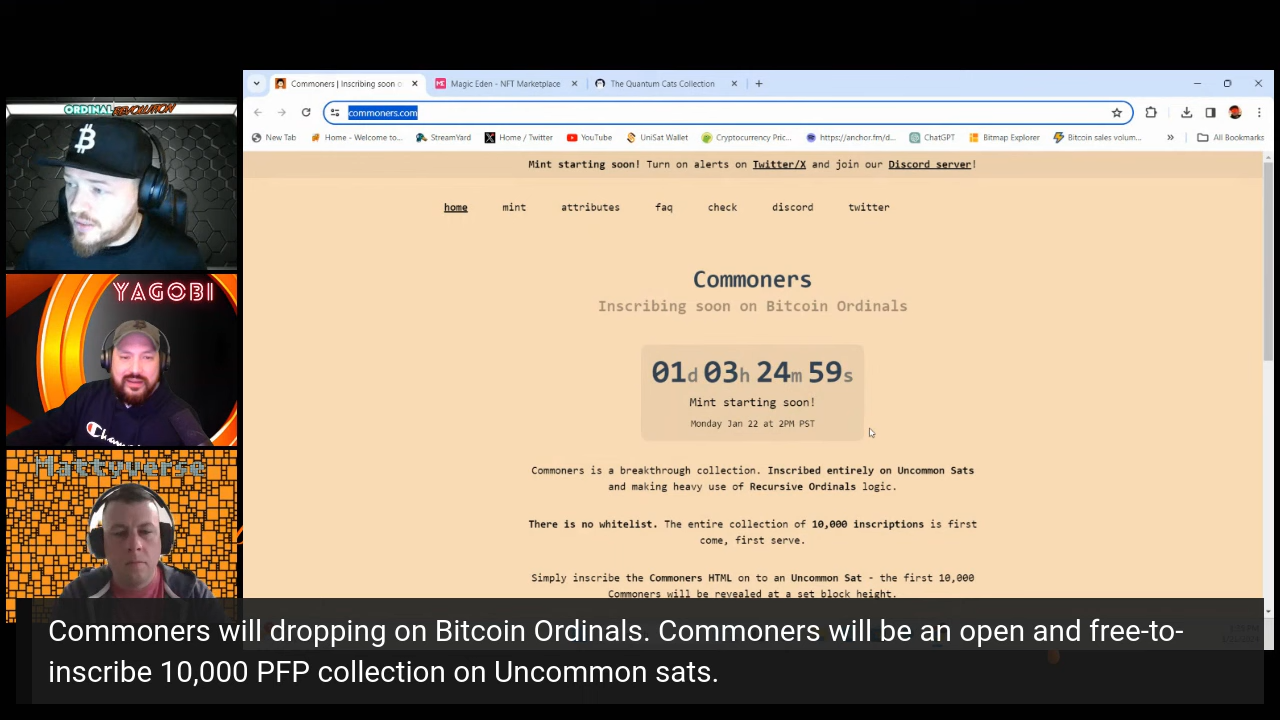 ORDINAL REVOLUTION
YAGOBI
Champ
Mattyverse
Commoners | Inscribing soon o
Magic Eden - NFT Marketplace
The Quantum Cats Collection
commoners.com
New Tab
Home - Welcome to...
StreamYard
Home / Twitter
YouTube
UniSat Wallet
Cryptocurrency Pric...
https://anchor.fm/d...
ChatGPT
Bitmap Explorer
Bitcoin sales volum...
»
All Bookmarks
Mint starting soon! Turn on alerts on Twitter/X and join our Discord server!
home mint attributes faq check discord twitter
Commoners
Inscribing soon on Bitcoin Ordinals
01d 03h 24m 59s
Mint starting soon!
Monday Jan 22 at 2PM PST
Commoners is a breakthrough collection. Inscribed entirely on Uncommon Sats
and making heavy use of Recursive Ordinals logic.
There is no whitelist. The entire collection of 10,000 inscriptions is first
come, first serve.
Simply inscribe the Commoners HTML on to an Uncommon Sat - the first 10,000
Commoners will be revealed at a set block height.
Commoners will dropping on Bitcoin Ordinals. Commoners will be an open and free-to-
inscribe 10,000 PFP collection on Uncommon sats.